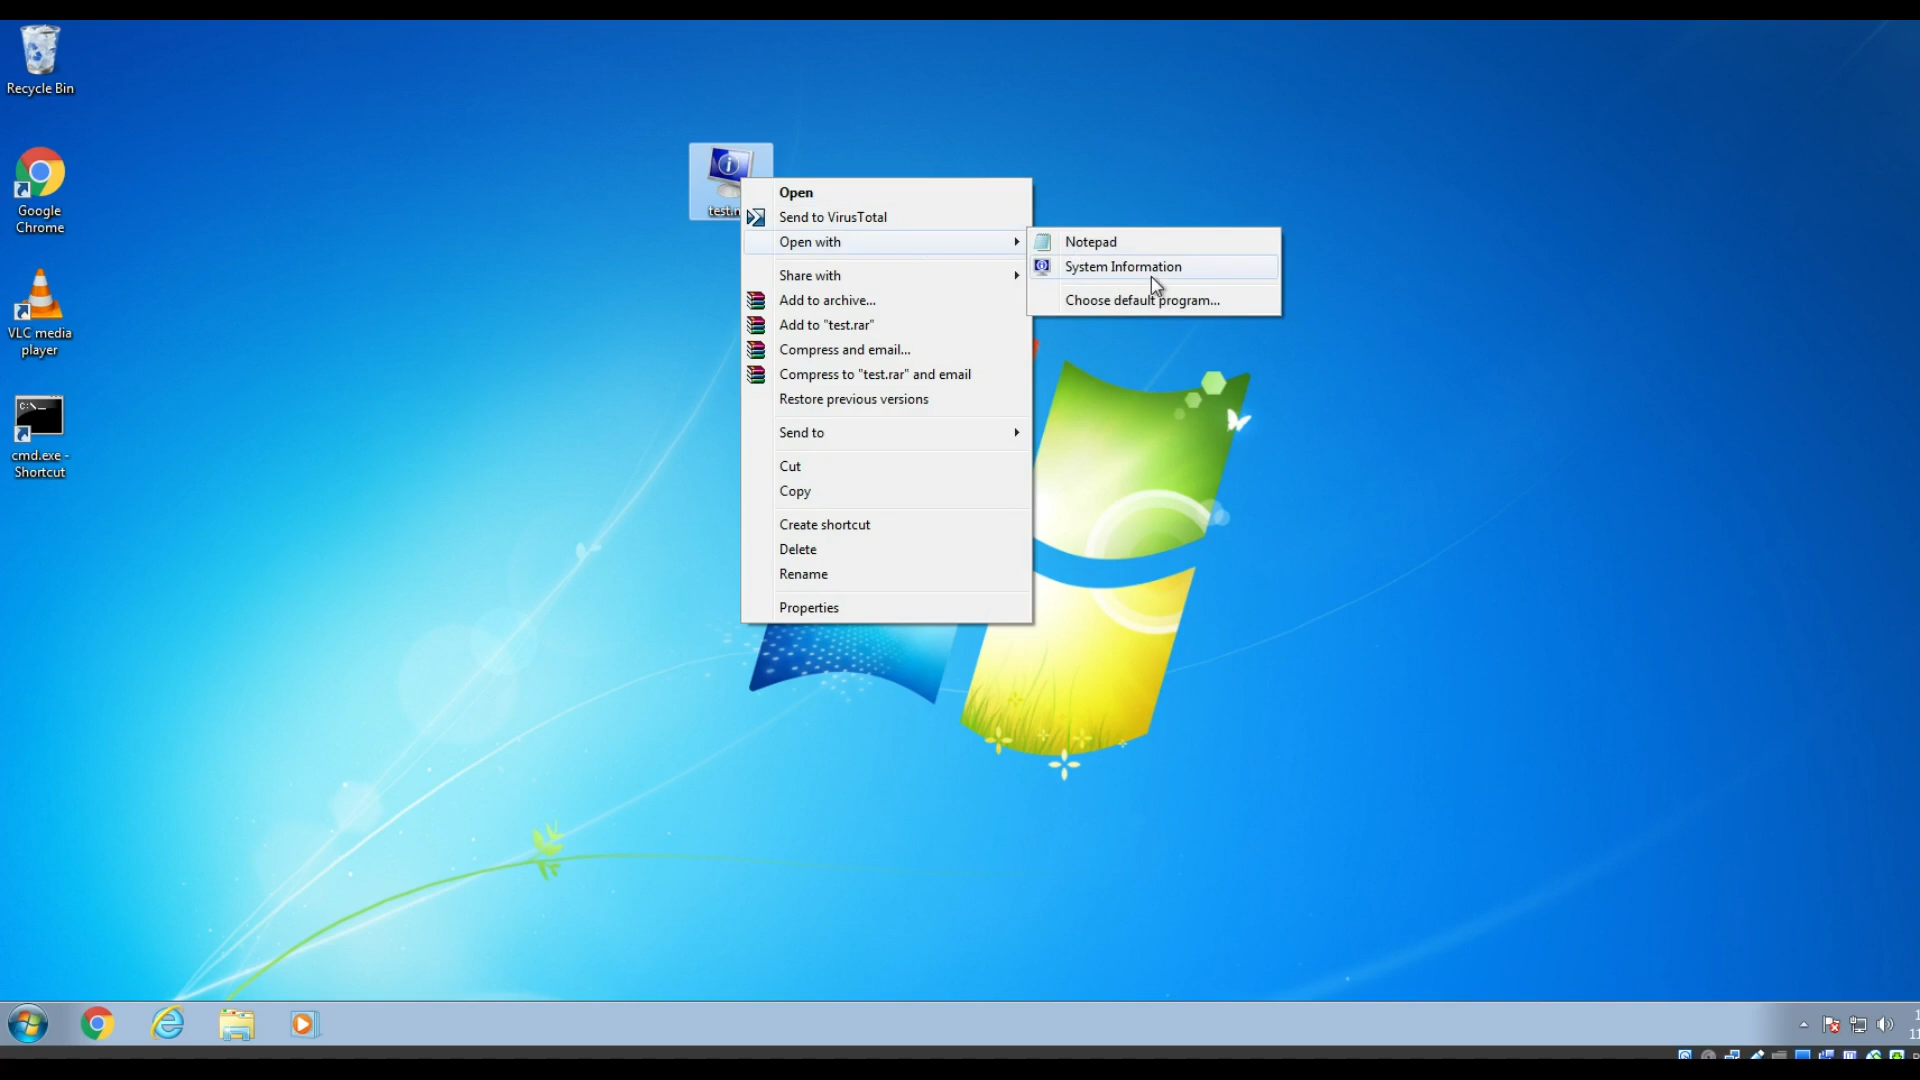 Recycle Bin
Google
Chrome
VLC media
player
C:\_
cmd.exe -
Shortcut
Open
Send to VirusTotal
Open with
Share with
Add to archive...
Add to "test.rar"
Compress and email...
Compress to "test.rar" and email
Restore previous versions
Send to
Cut
Copy
Create shortcut
Delete
Rename
Properties
Notepad
System Information
Choose default program...